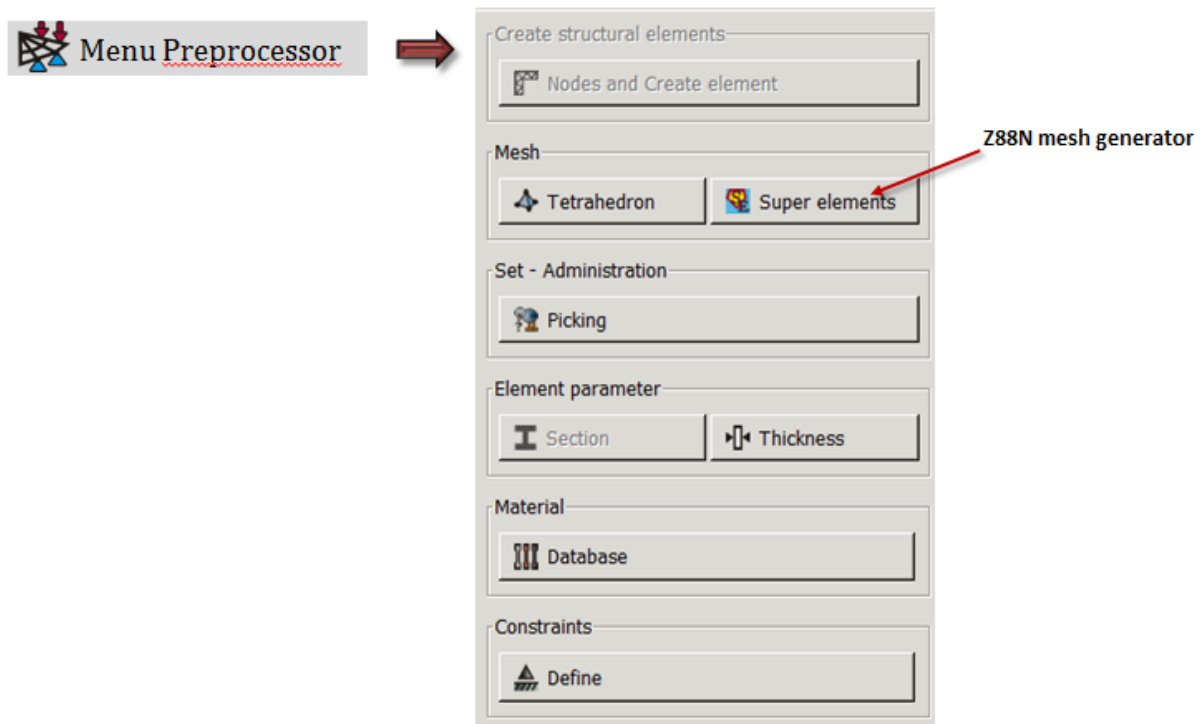 Menu Preprocessor
Create structural elements
Nodes and Create element
Mesh
Tetrahedron
Super elements
Z88N mesh generator
Set - Administration
Picking
Element parameter
Section
Thickness
Material
Database
Constraints
Define